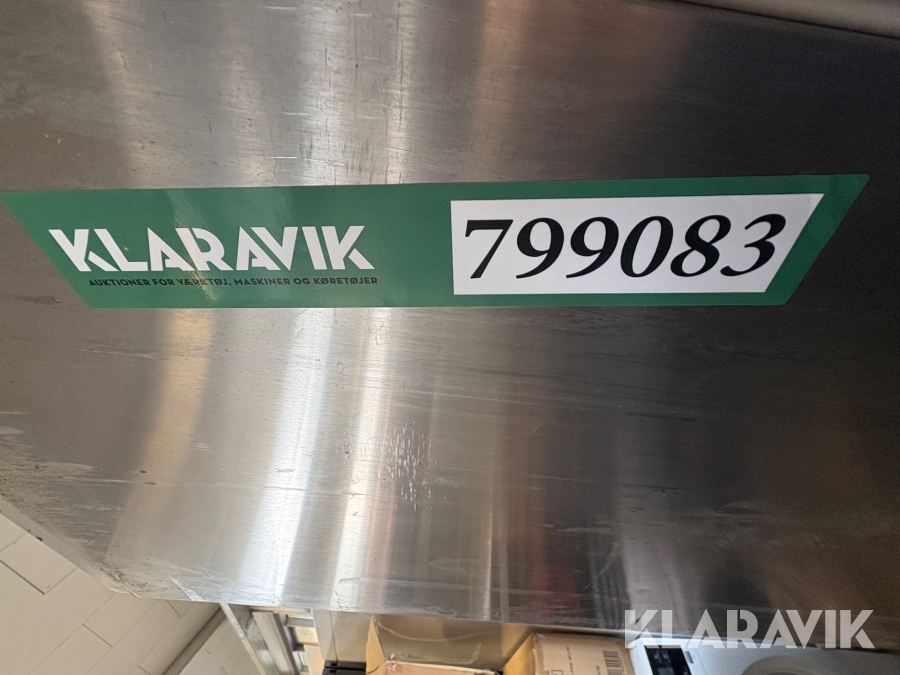 KLARAVIK
799083
AUKTIONER FOR VÆRKTØJ, MASKINER OG KØRETØJER
KLARAVIK